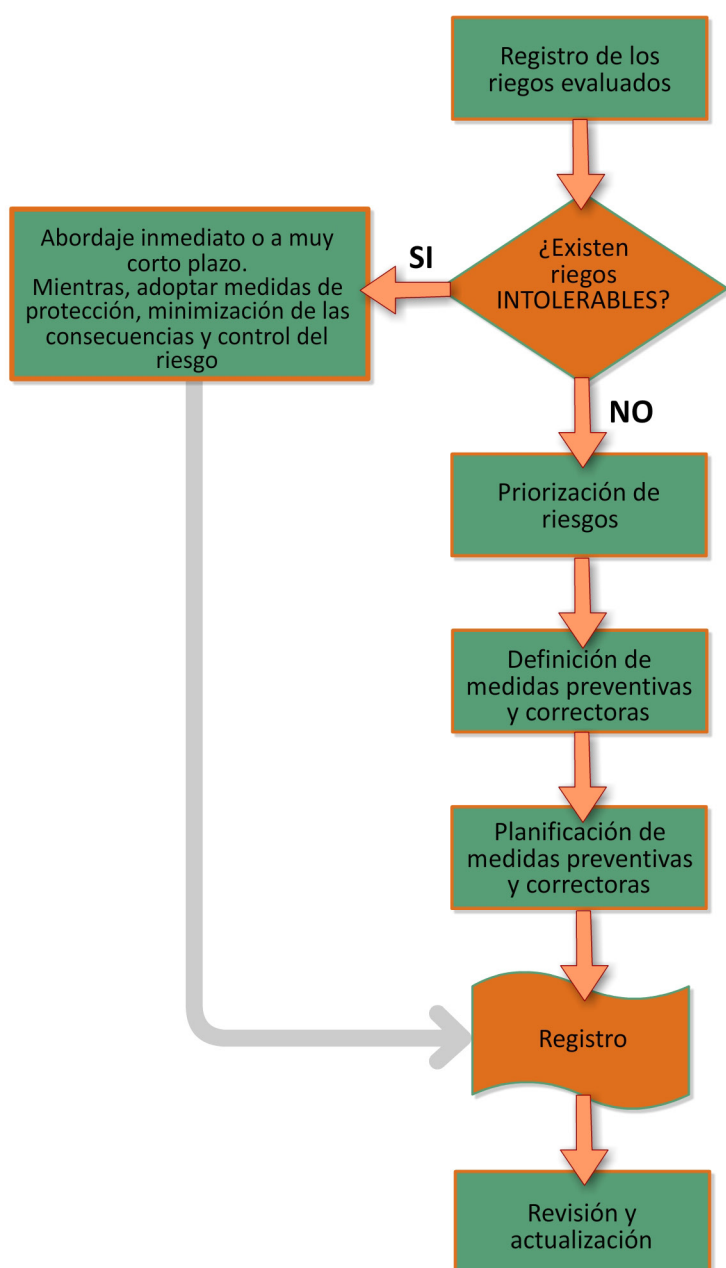 Registro de los
riegos evaluados
¿Existen
riegos
INTOLERABLES?
SI
Abordaje inmediato o a muy
corto plazo.
Mientras, adoptar medidas de
protección, minimización de las
consecuencias y control del
riesgo
NO
Priorización de
riesgos
Definición de
medidas preventivas
y correctoras
Planificación de
medidas preventivas
y correctoras
Registro
Revisión y
actualización